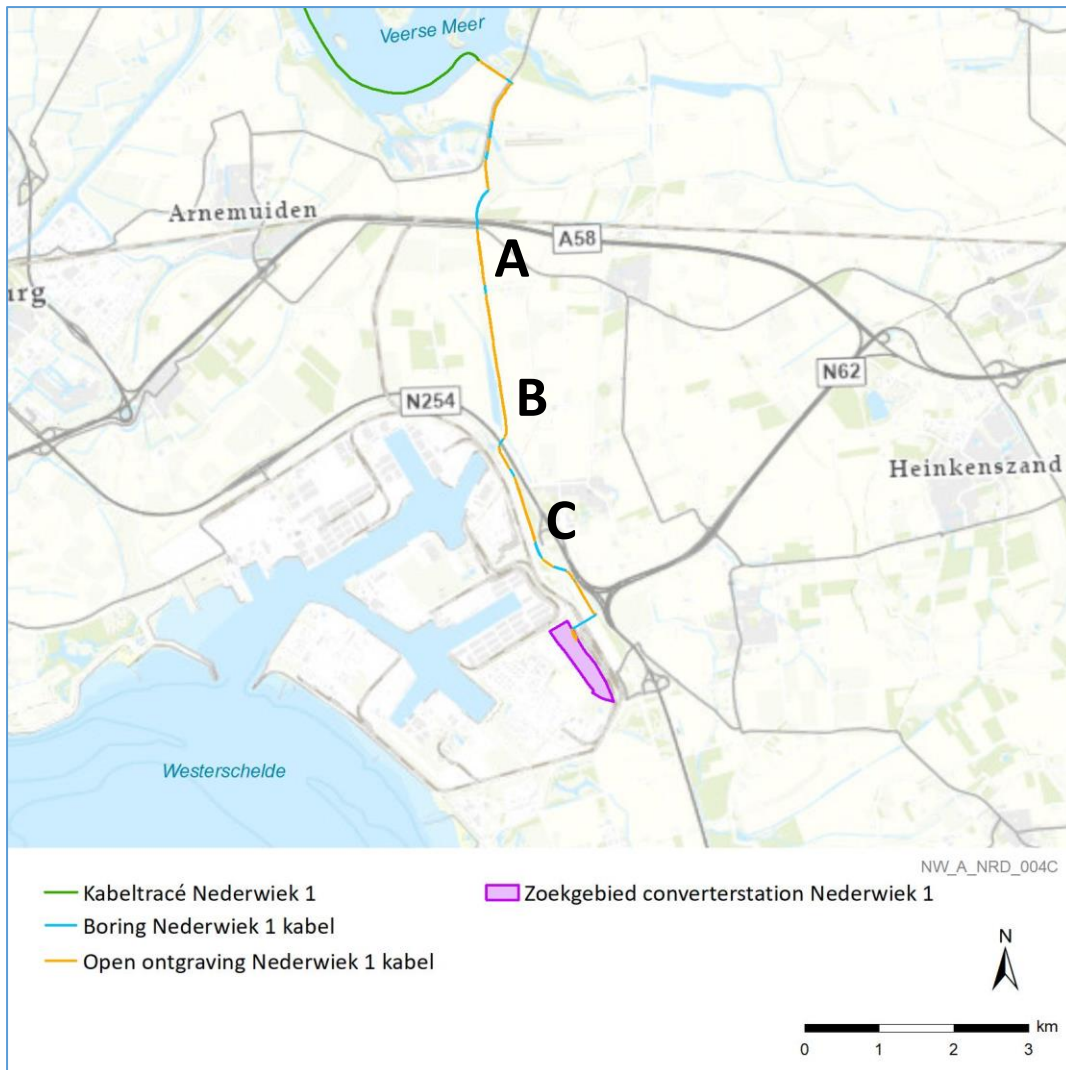 Veerse Meer
Arnemuiden
A58
A
urg
B
N62
N254
Heinkenszand
C
Westerschelde
NW_A_NRD_004C
Kabeltracé Nederwiek 1
Zoekgebied converterstation Nederwiek 1
Boring Nederwiek 1 kabel
Open ontgraving Nederwiek 1 kabel
N
km
0 1 2 3